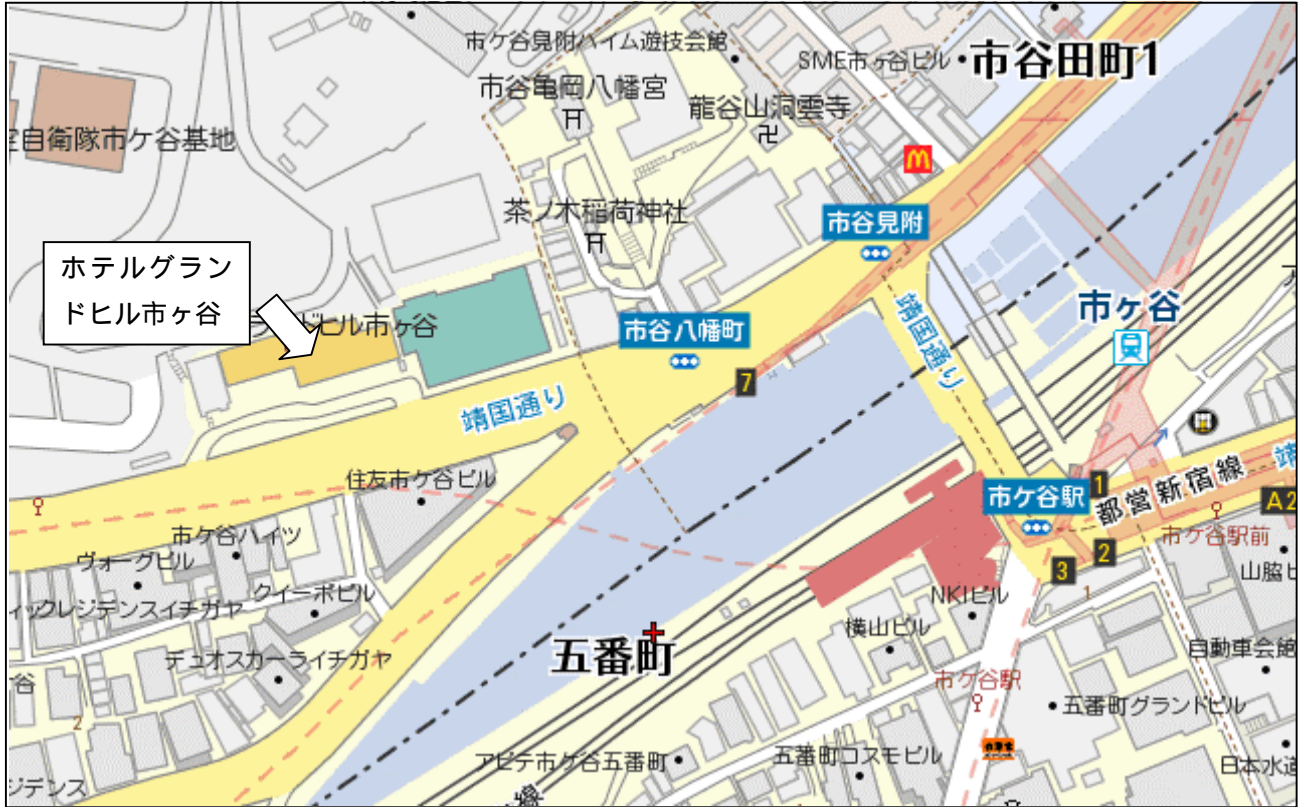 市ケ谷見附ハイム遊技会館
SME市ヶ谷ビル
市谷田町1
市谷亀岡八幡宮
龍谷山洞雲寺
自衛隊市ケ谷基地
茶ノ木稲荷神社
市谷見附
ホテルグラン
ドヒル市ヶ谷
ドヒル市ヶ谷
市谷八幡町
靖国通り
市ヶ谷
7
靖国通り
住友市ケ谷ビル
市ケ谷駅
1
都営新宿線
靖
A2
市ケ谷ハイツ
2
市ケ谷駅前
ヴォーグビル
3
山脇ビ
クイーポビル
NKIビル
1
ィックレジデンスイチガヤ
横山ビル
自動車会館
デュオスカーライチガヤ
五番町
市ケ谷駅
谷
五番町グランドビル
2
アビテ市ケ谷五番町
五番町コスモビル
日本水道
ジデンス
線